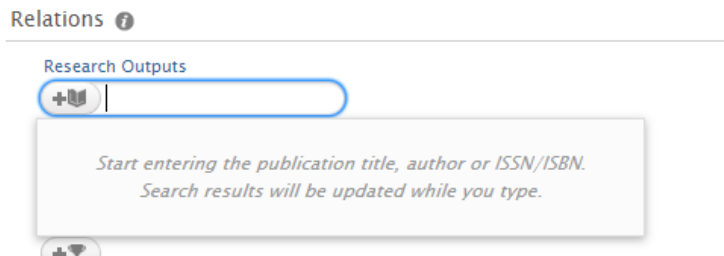 Relations
Research Outputs
Start entering the publication title, author or ISSN/ISBN.
Search results will be updated while you type.